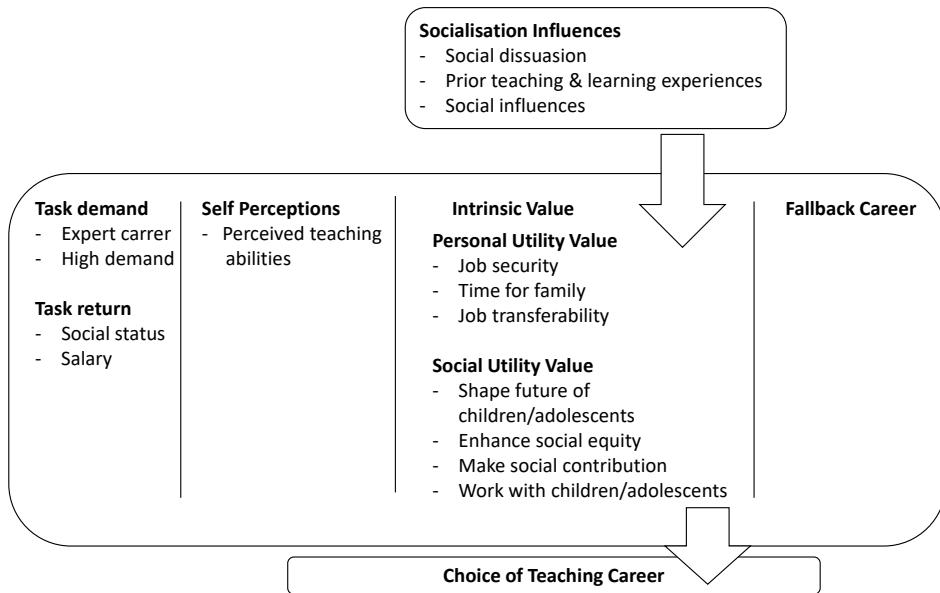 Socialisation Influences
- Social dissuasion
- Prior teaching & learning experiences
- Social influences
Task demand
- Expert carrer
- High demand
Task return
- Social status
- Salary
Self Perceptions
- Perceived teaching
abilities
Intrinsic Value
Personal Utility Value
- Job security
- Time for family
- Job transferability
Social Utility Value
- Shape future of
children/adolescents
- Enhance social equity
- Make social contribution
- Work with children/adolescents
Fallback Career
Choice of Teaching Career